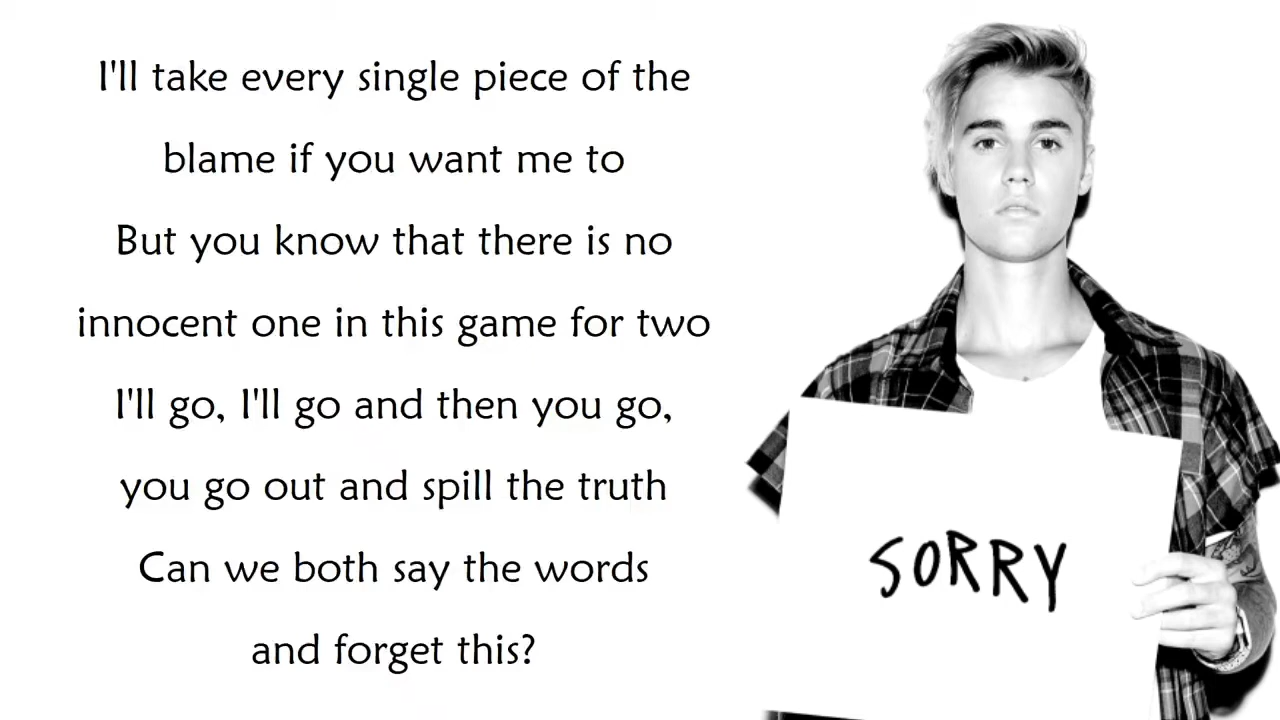 I'll take every single piece of the
blame if you want me to
But you know that there is no
innocent one in this game for two
I'll go, I'll go and then you go,
you go out and spill the truth
Can we both say the words
and forget this?
SORRY